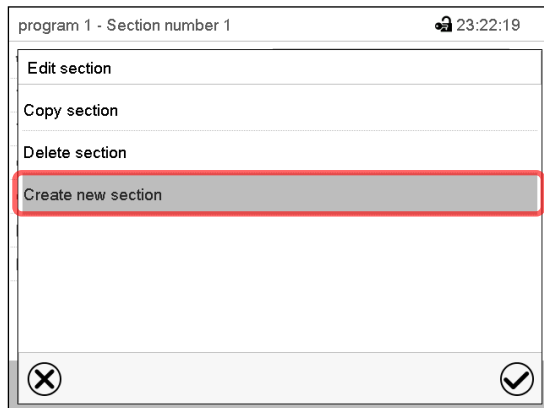 program 1 - Section number 1 23:22:19
Edit section
Copy section
Delete section
Create new section